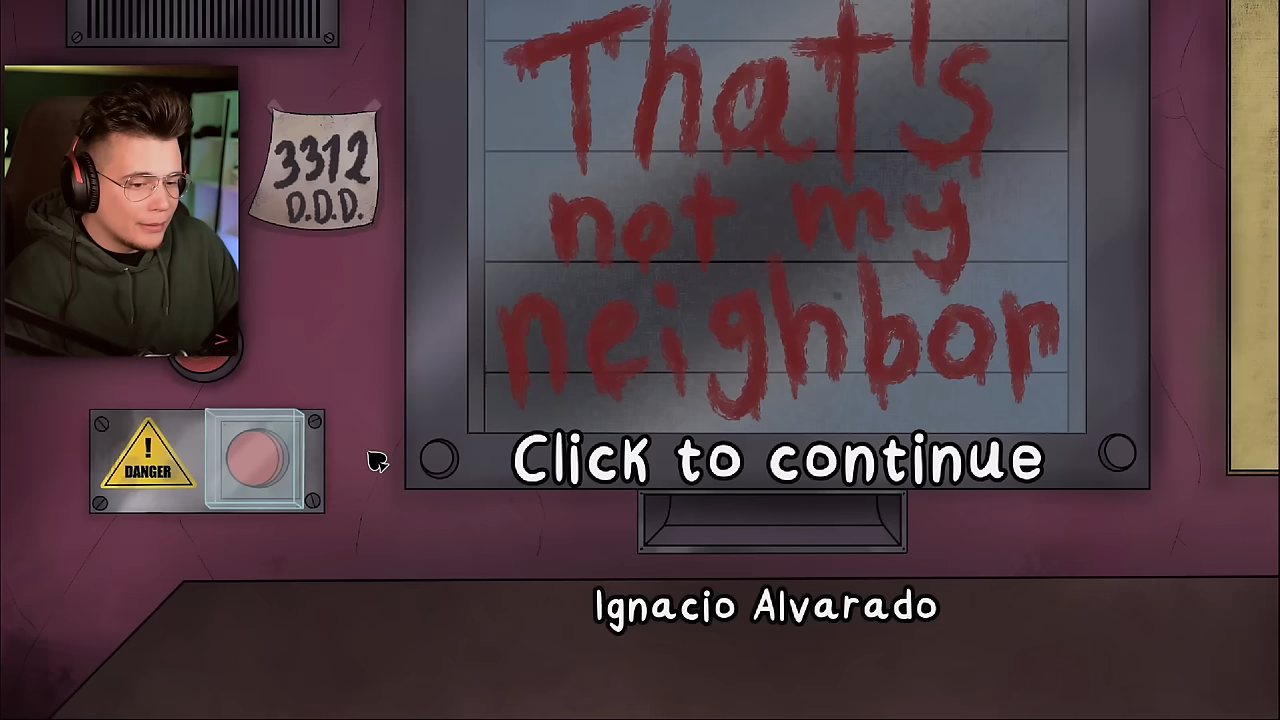 That's
not my
neighbor
3312
D.D.D.
Click to continue
DANGER
Ignacio Alvarado